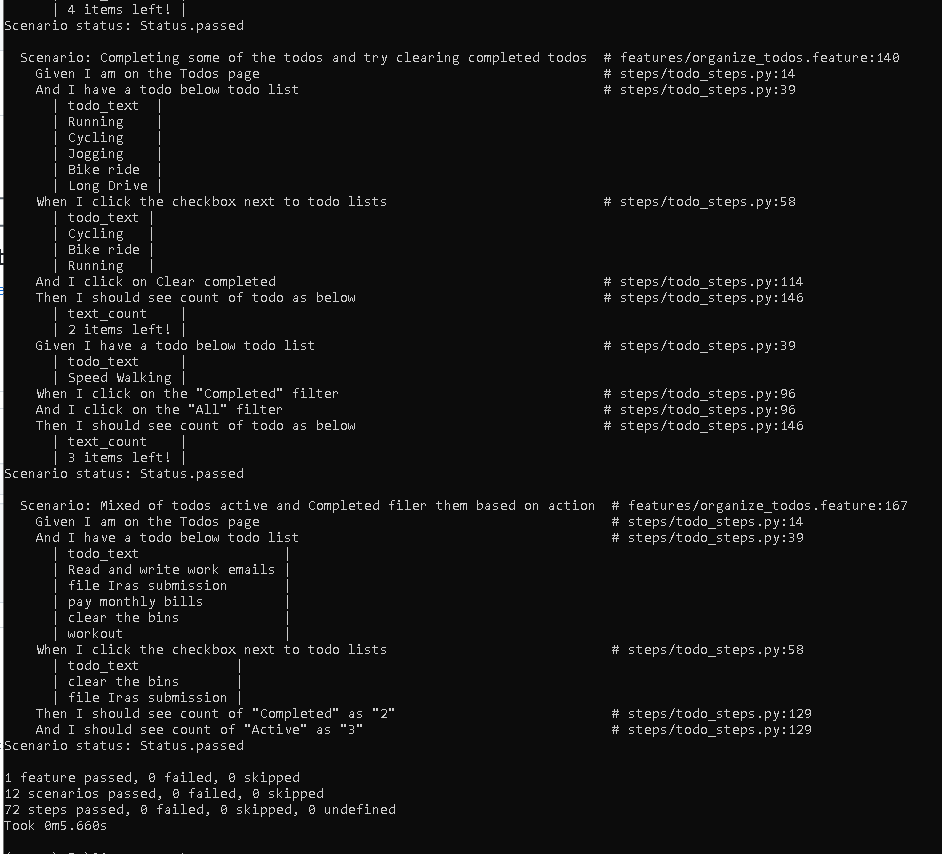 | 4 items left! |
Scenario status: Status.passed
Scenario: Completing some of the todos and try clearing completed todos # features/organize_todos.feature:140
Given I am on the Todos page # steps/todo_steps.py:14
And I have a todo below todo list # steps/todo_steps.py:39
| todo_text |
| Running |
| Cycling |
| Jogging |
| Bike ride |
| Long Drive |
When I click the checkbox next to todo lists # steps/todo_steps.py:58
| todo_text |
| Cycling |
| Bike ride |
| Running |
And I click on Clear completed # steps/todo_steps.py:114
Then I should see count of todo as below # steps/todo_steps.py:146
| text_count |
| 2 items left! |
Given I have a todo below todo list # steps/todo_steps.py:39
| todo_text |
| Speed Walking |
When I click on the "Completed" filter # steps/todo_steps.py:96
And I click on the "All" filter # steps/todo_steps.py:96
Then I should see count of todo as below # steps/todo_steps.py:146
| text_count |
| 3 items left! |
Scenario status: Status.passed
Scenario: Mixed of todos active and Completed filer them based on action # features/organize_todos.feature:167
Given I am on the Todos page # steps/todo_steps.py:14
And I have a todo below todo list # steps/todo_steps.py:39
| todo_text |
| Read and write work emails |
| file Iras submission |
| pay monthly bills |
| clear the bins |
| workout |
When I click the checkbox next to todo lists # steps/todo_steps.py:58
| todo_text |
| clear the bins |
| file Iras submission |
Then I should see count of "Completed" as "2" # steps/todo_steps.py:129
And I should see count of "Active" as "3" # steps/todo_steps.py:129
Scenario status: Status.passed
1 feature passed, 0 failed, 0 skipped
12 scenarios passed, 0 failed, 0 skipped
72 steps passed, 0 failed, 0 skipped, 0 undefined
Took 0m5.660s